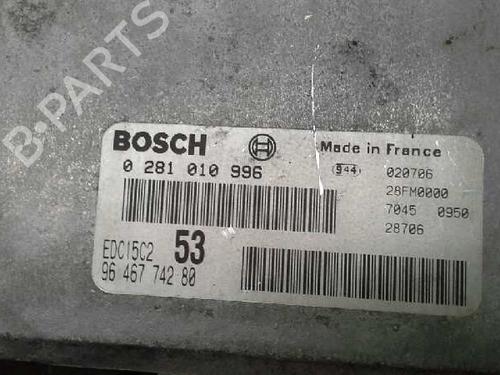 B-PARTS
BOSCH
Made in France
0 281 010 996
944 020706
28FM0000
7045 0950
28706
EDC15C2 53
96 467 742 80